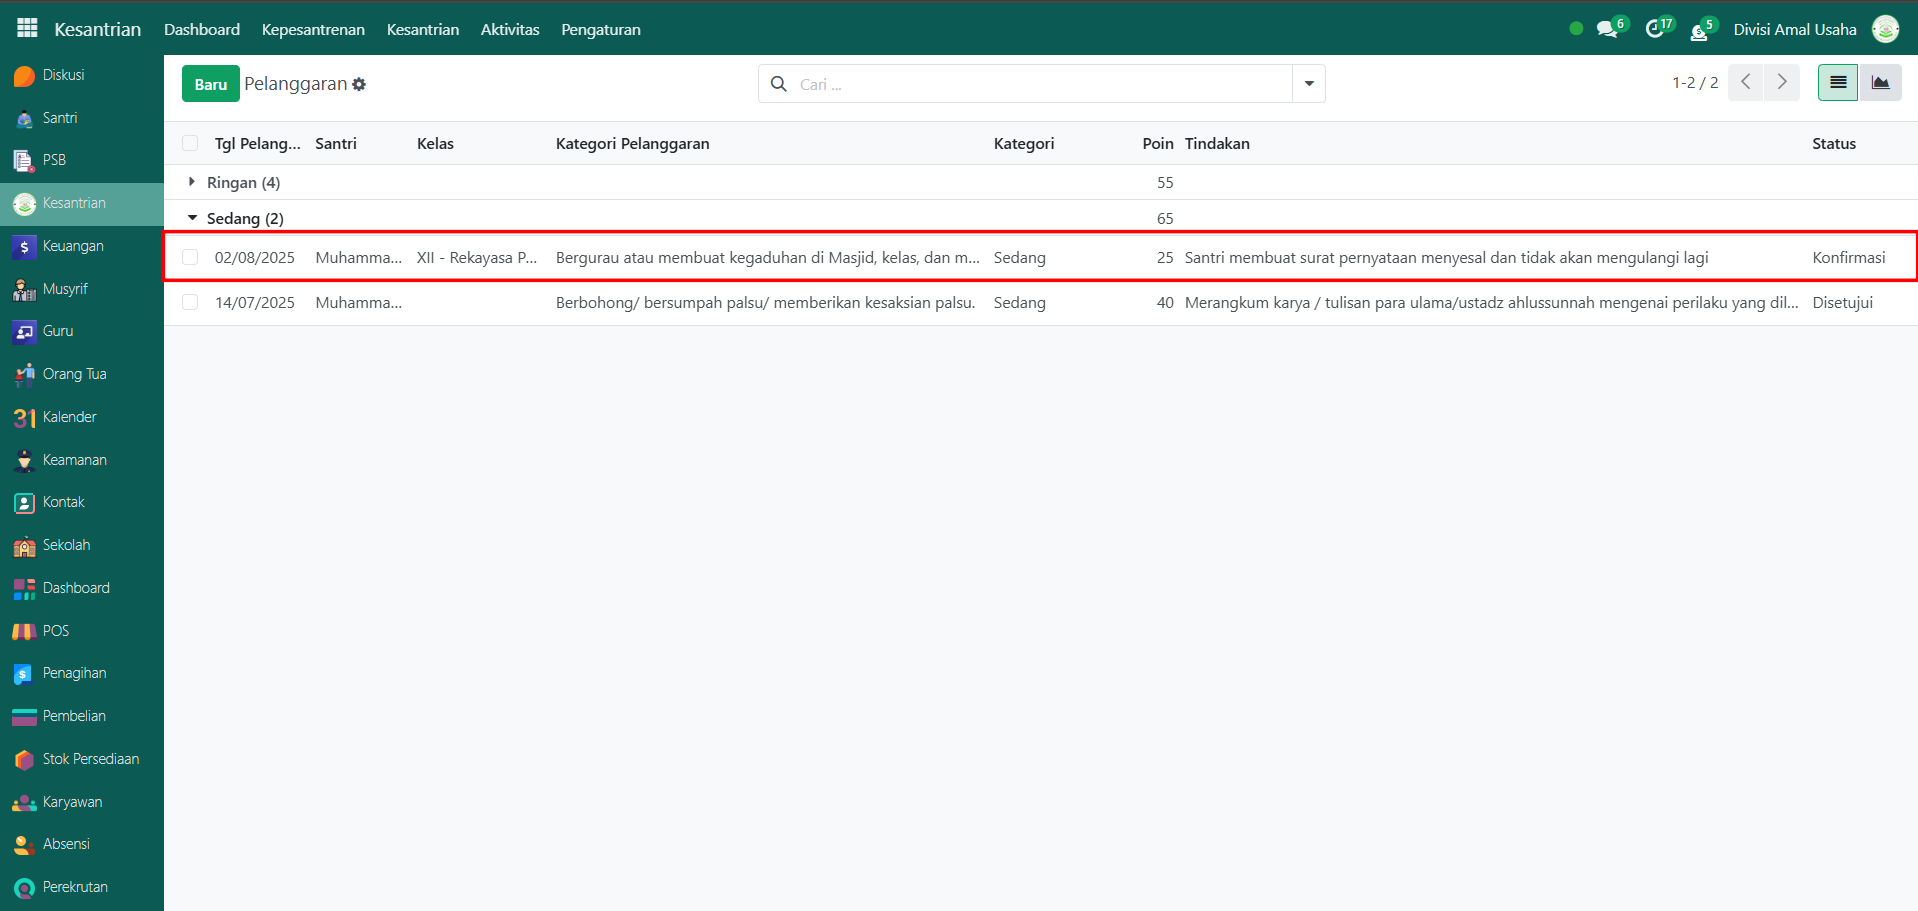 Kesantrian Dashboard Kepesantrenan Kesantrian Aktivitas Pengaturan 6 17 5 Divisi Amal Usaha
Diskusi
Santri
PSB
Kesantrian
Keuangan
Musyrif
Guru
Orang Tua
31 Kalender
Keamanan
Kontak
Sekolah
Dashboard
POS
Penagihan
Pembelian
Stok Persediaan
Karyawan
Absensi
Perekrutan
Baru Pelanggaran Cari ... 1-2 / 2
Tgl Pelang... Santri Kelas Kategori Pelanggaran Kategori Poin Tindakan Status
Ringan (4) 55
Sedang (2) 65
02/08/2025 Muhamma... XII - Rekayasa P... Bergurau atau membuat kegaduhan di Masjid, kelas, dan m... Sedang 25 Santri membuat surat pernyataan menyesal dan tidak akan mengulangi lagi Konfirmasi
14/07/2025 Muhamma... Berbohong/ bersumpah palsu/ memberikan kesaksian palsu. Sedang 40 Merangkum karya / tulisan para ulama/ustadz ahlussunnah mengenai perilaku yang dil... Disetujui